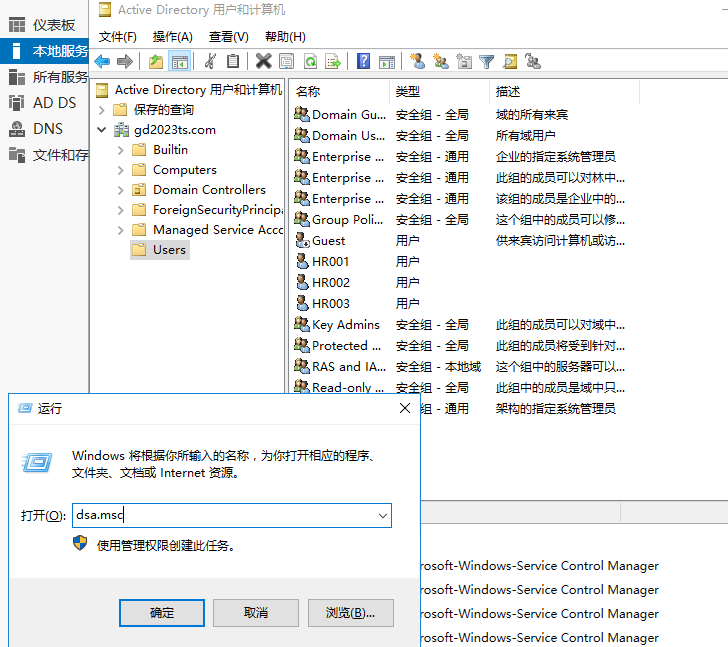 Active Directory 用户和计算机
文件(F) 操作(A) 查看(V) 帮助(H)
仪表板
本地服务
所有服务
AD DS
DNS
文件和存
Active Directory 用户和计算机
保存的查询
gd2023ts.com
Builtin
Computers
Domain Controllers
ForeignSecurityPrincipa
Managed Service Acc
Users
名称 类型 描述
Domain Gu... 安全组 - 全局 域的所有来宾
Domain Us... 安全组 - 全局 所有域用户
Enterprise ... 安全组 - 通用 企业的指定系统管理员
Enterprise ... 安全组 - 通用 此组的成员可以对林中...
Enterprise ... 安全组 - 通用 该组的成员是企业中的...
Group Poli... 安全组 - 全局 这个组中的成员可以修...
Guest 用户 供来宾访问计算机或访...
HR001 用户
HR002 用户
HR003 用户
Key Admins 安全组 - 全局 此组的成员可以对域中...
Protected ... 安全组 - 全局 此组的成员将受到针对...
RAS and IA... 安全组 - 本地域 这个组中的服务器可以...
Read-only ... 安全组 - 全局 此组中的成员是域中只...
组 - 通用 架构的指定系统管理员
运行
Windows 将根据你所输入的名称，为你打开相应的程序、
文件夹、文档或 Internet 资源。
打开(O): dsa.msc
使用管理权限创建此任务。
确定 取消 浏览(B)...
rosoft-Windows-Service Control Manager
rosoft-Windows-Service Control Manager
rosoft-Windows-Service Control Manager
rosoft-Windows-Service Control Manager